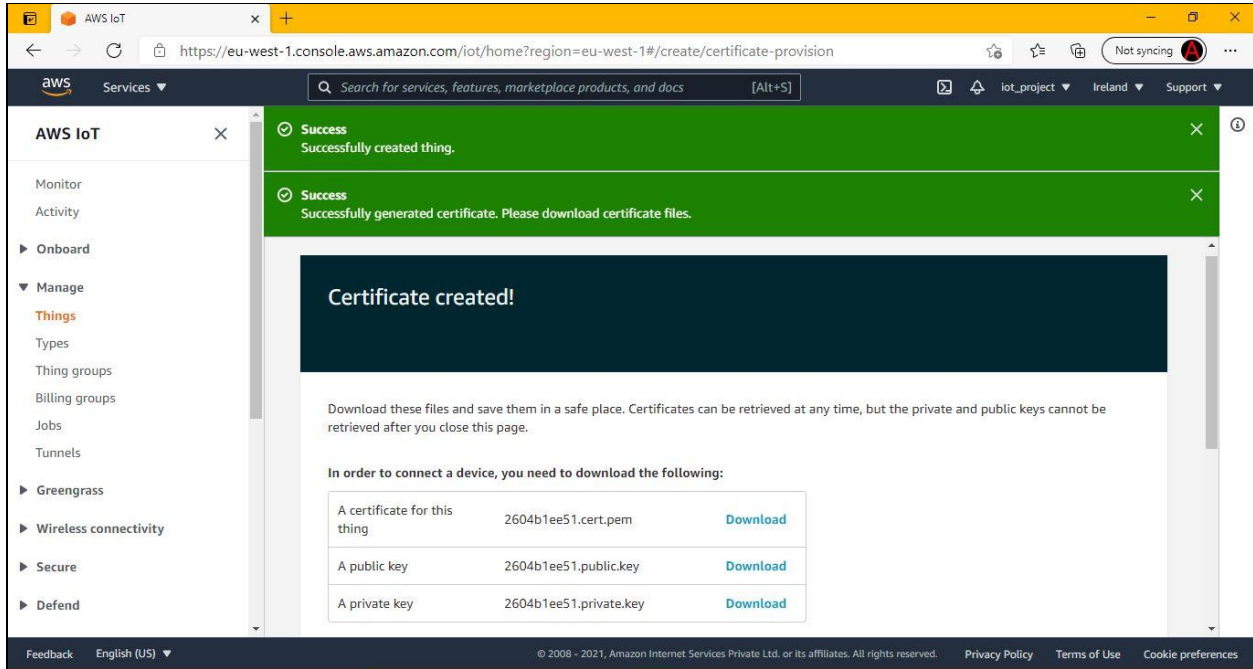 AWS IoT
https://eu-west-1.console.aws.amazon.com/iot/home?region=eu-west-1#/create/certificate-provision
Not syncing
A
aws
Services
Search for services, features, marketplace products, and docs
[Alt+S]
iot_project
Ireland
Support
AWS IoT
Monitor
Activity
Onboard
Manage
Things
Types
Thing groups
Billing groups
Jobs
Tunnels
Greengrass
Wireless connectivity
Secure
Defend
Success
Successfully created thing.
Success
Successfully generated certificate. Please download certificate files.
Certificate created!
Download these files and save them in a safe place. Certificates can be retrieved at any time, but the private and public keys cannot be
retrieved after you close this page.
In order to connect a device, you need to download the following:
A certificate for this
thing
2604b1ee51.cert.pem
Download
A public key
2604b1ee51.public.key
Download
A private key
2604b1ee51.private.key
Download
Feedback
English (US)
© 2008 - 2021, Amazon Internet Services Private Ltd. or its affiliates. All rights reserved.
Privacy Policy
Terms of Use
Cookie preferences